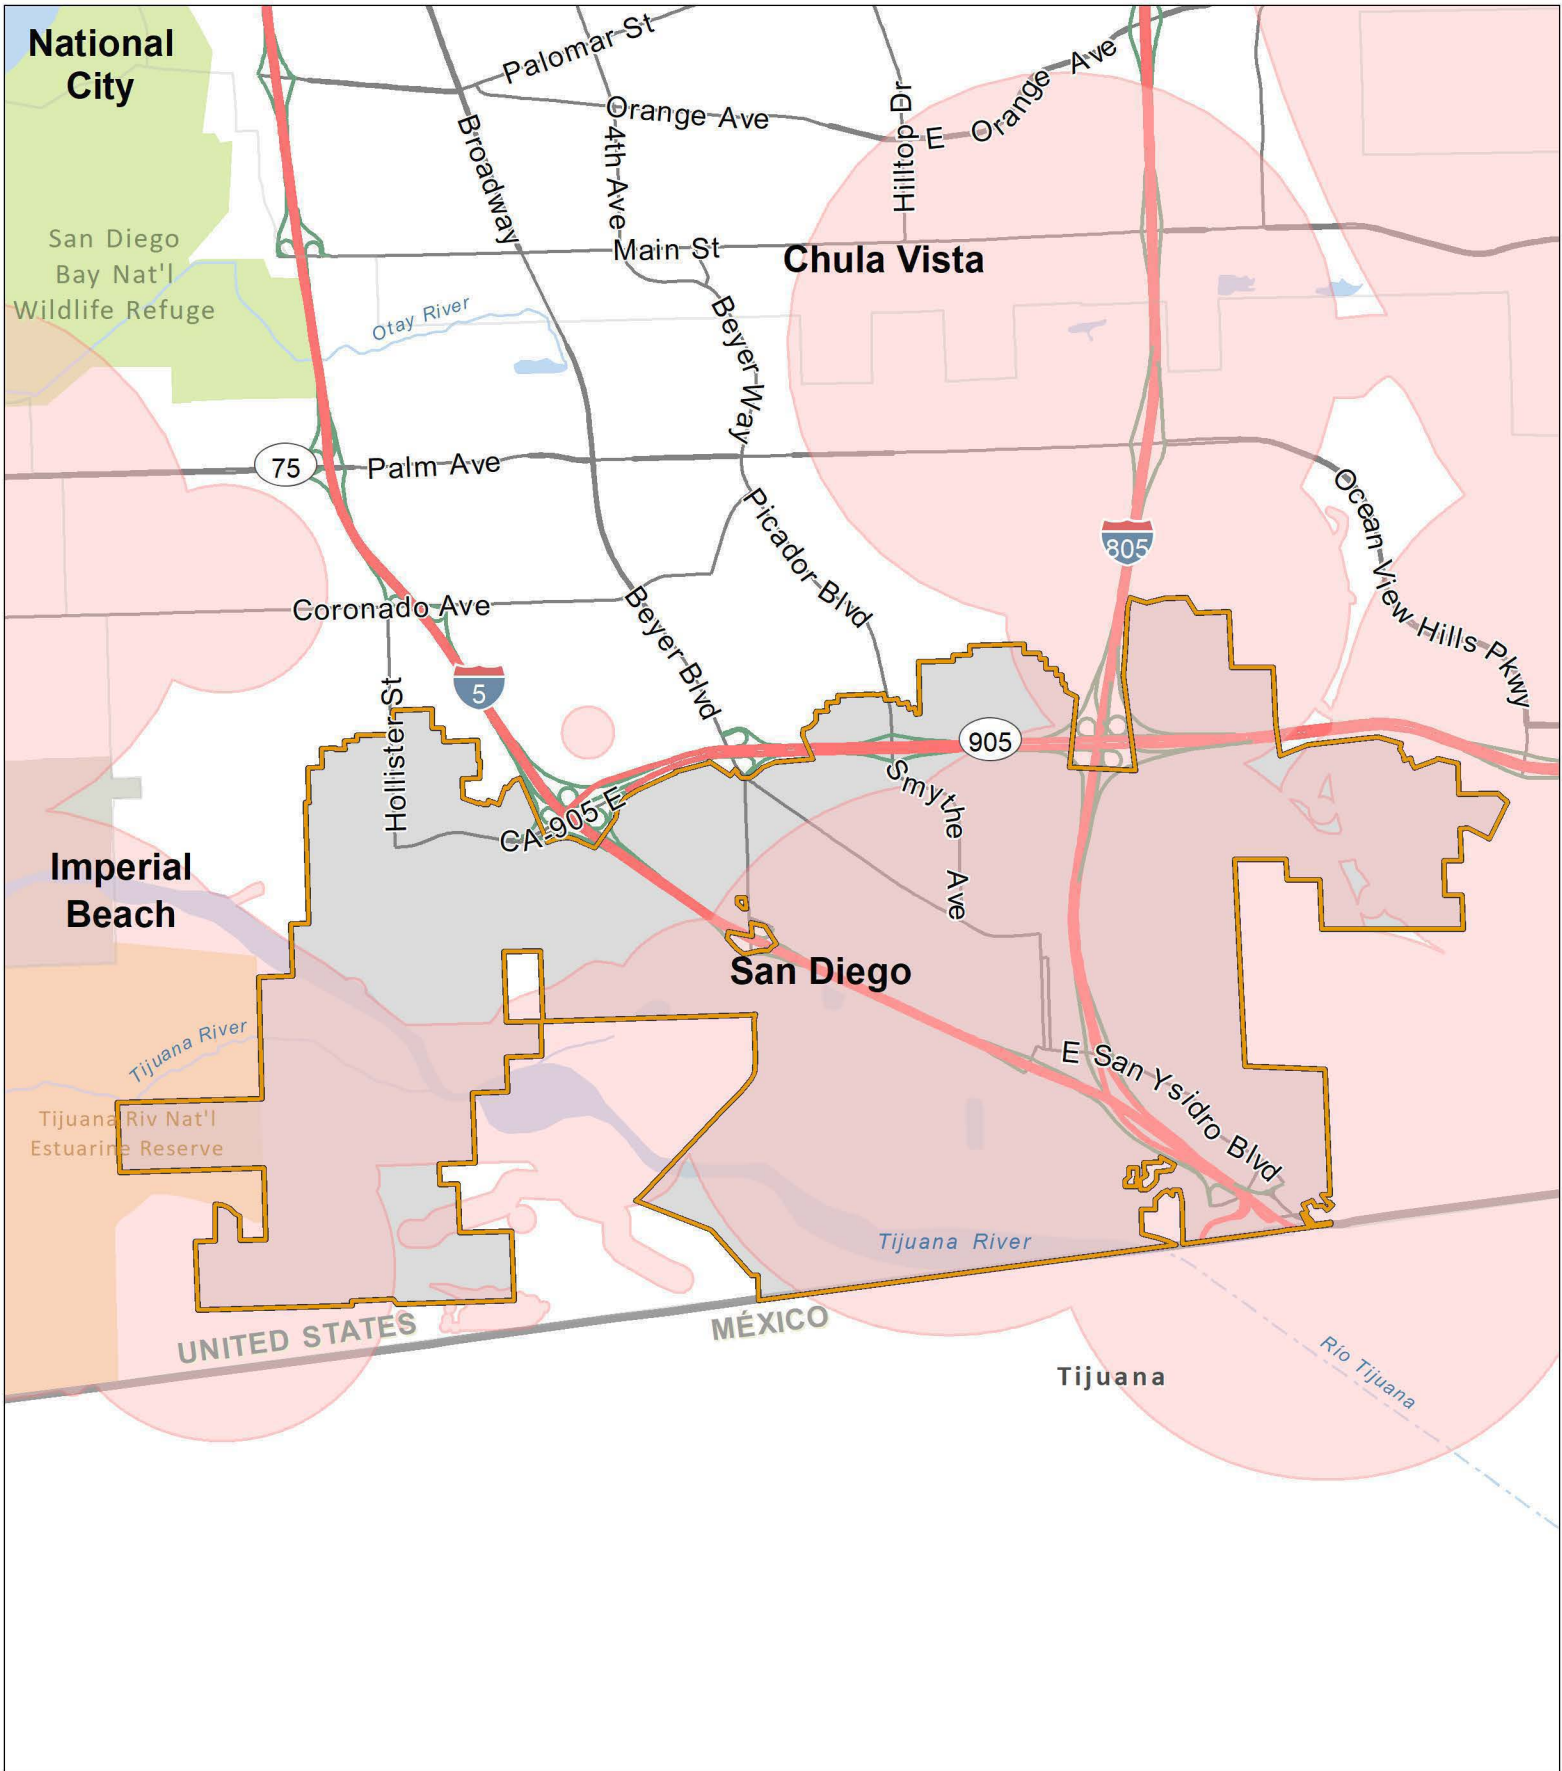 National
City
Palomar St
Orange Ave
E Orange Ave
Hilltop Dr
Broadway
4th Ave
San Diego
Bay Nat'l
Wildlife Refuge
Main St
Chula Vista
Otay River
Beyer Way
75
Palm Ave
Ocean View Hills Pkwy
Picador Blvd
805
Coronado Ave
Beyer Blvd
5
Hollister St
905
CA-905 E
Smythe Ave
Imperial
Beach
San Diego
Tijuana River
E San Ysidro Blvd
Tijuana Riv Nat'l
Estuarine Reserve
Tijuana River
UNITED STATES
MÉXICO
Tijuana
Río Tijuana